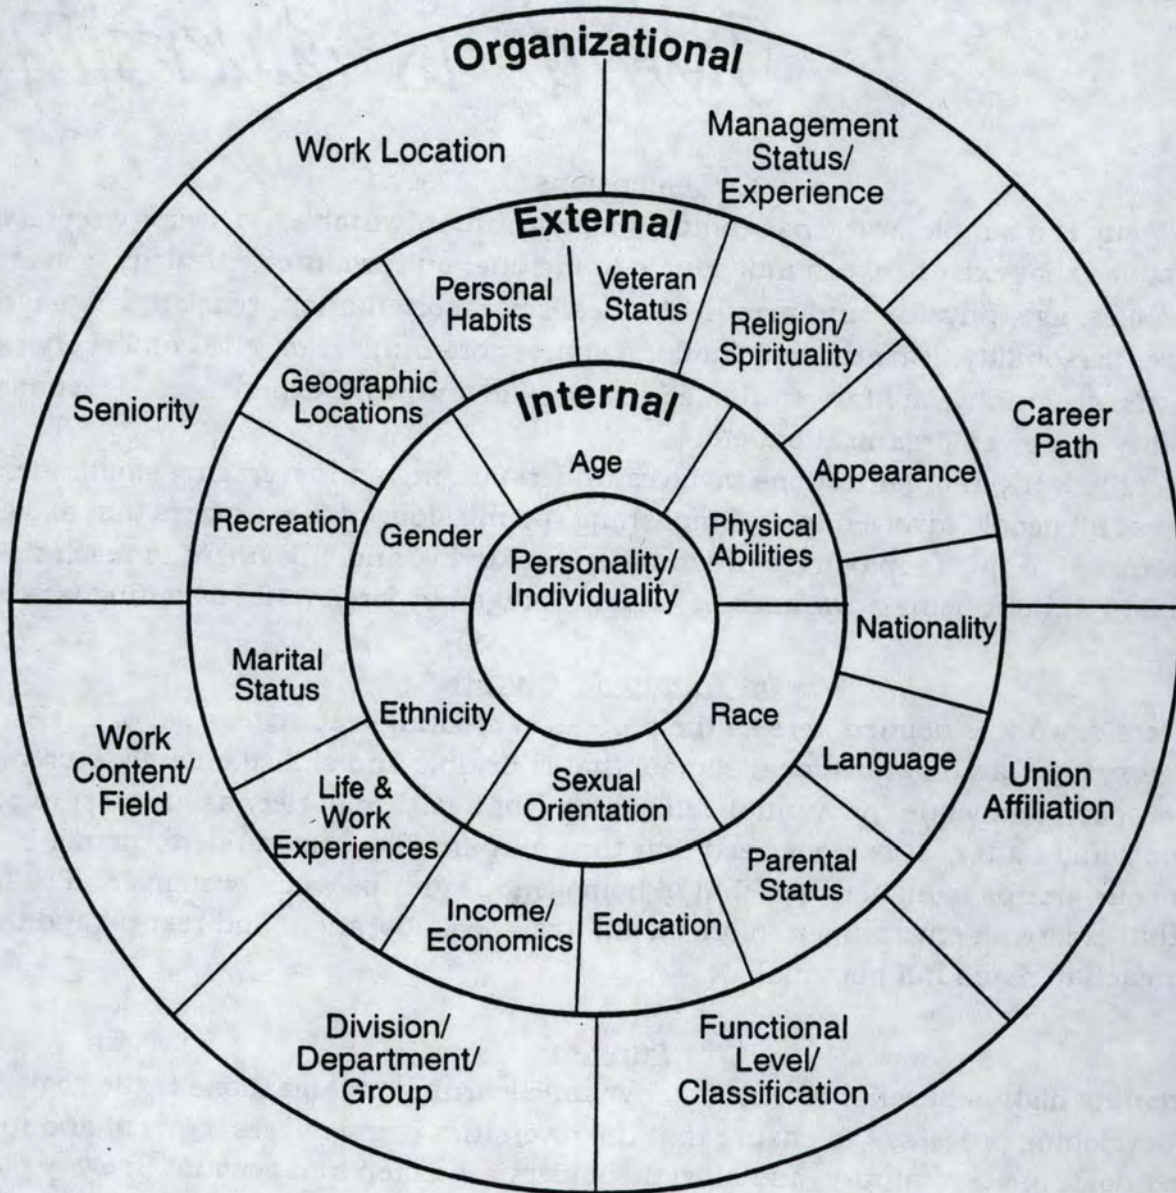 Organizational
Work Location
Management
Status/
Experience
Career
Path
Union
Affiliation
Functional
Level/
Classification
Division/
Department/
Group
Work
Content/
Field
Seniority
External
Personal
Habits
Veteran
Status
Religion/
Spirituality
Appearance
Nationality
Language
Parental
Status
Education
Income/
Economics
Life &
Work
Experiences
Marital
Status
Recreation
Geographic
Locations
Internal
Age
Physical
Abilities
Race
Sexual
Orientation
Ethnicity
Gender
Personality/
Individuality